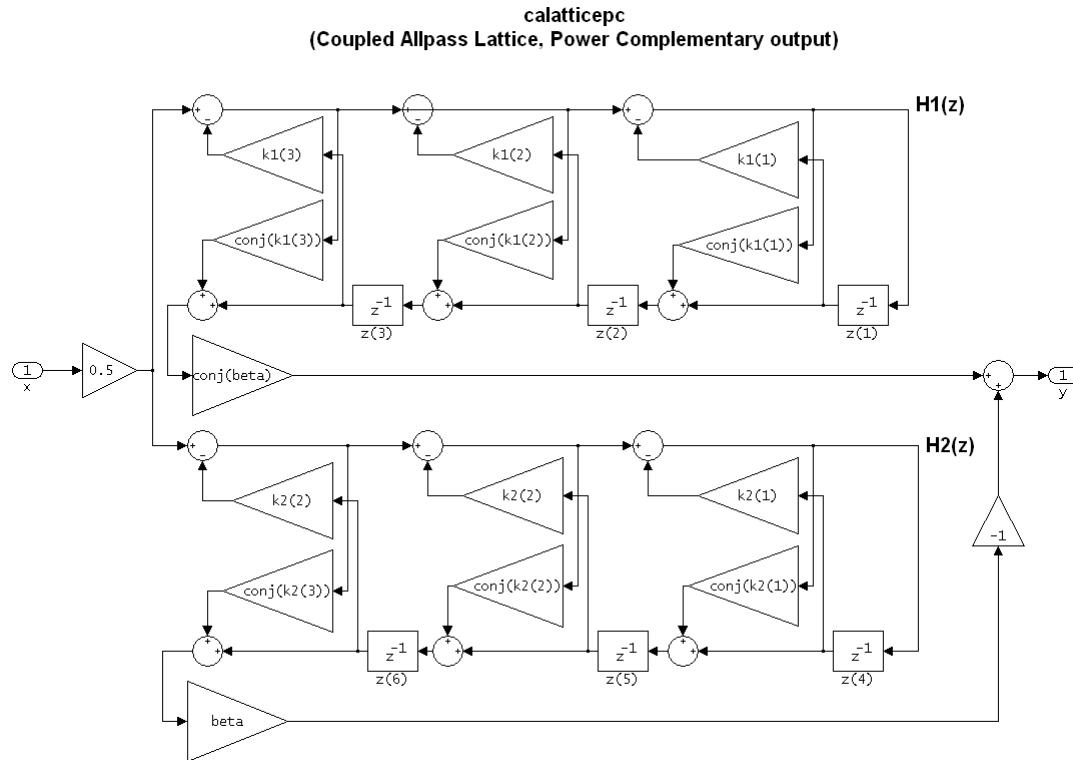 calatticepc
(Coupled Allpass Lattice, Power Complementary output)
H1(z)
k1(3)
k1(2)
k1(1)
conj(k1(3))
conj(k1(2))
conj(k1(1))
z-1
z(3)
z-1
z(2)
z-1
z(1)
1
x
0.5
conj(beta)
1
y
H2(z)
k2(2)
k2(2)
k2(1)
-1
conj(k2(3))
conj(k2(2))
conj(k2(1))
z-1
z(6)
z-1
z(5)
z-1
z(4)
beta